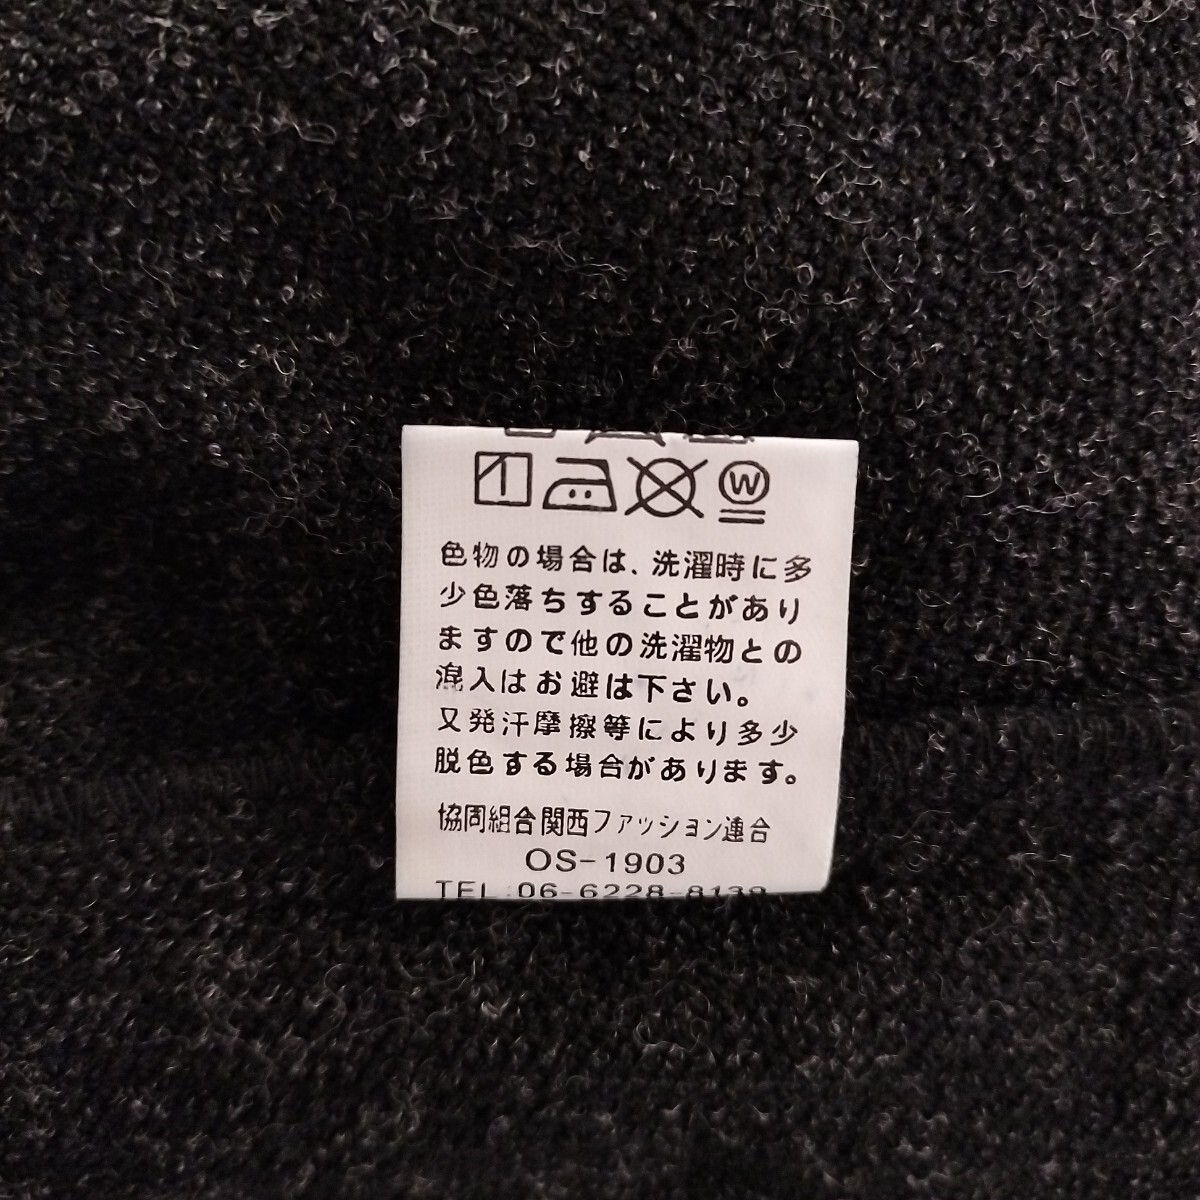 W
色物の場合は、洗濯時に多
少色落ちすることがあり
ますので他の洗濯物との
混入はお避け下さい。
又発汗摩擦等により多少
脱色する場合があります。
協同組合関西ファッション連合
OS-1903
TEL:06-6228-8139